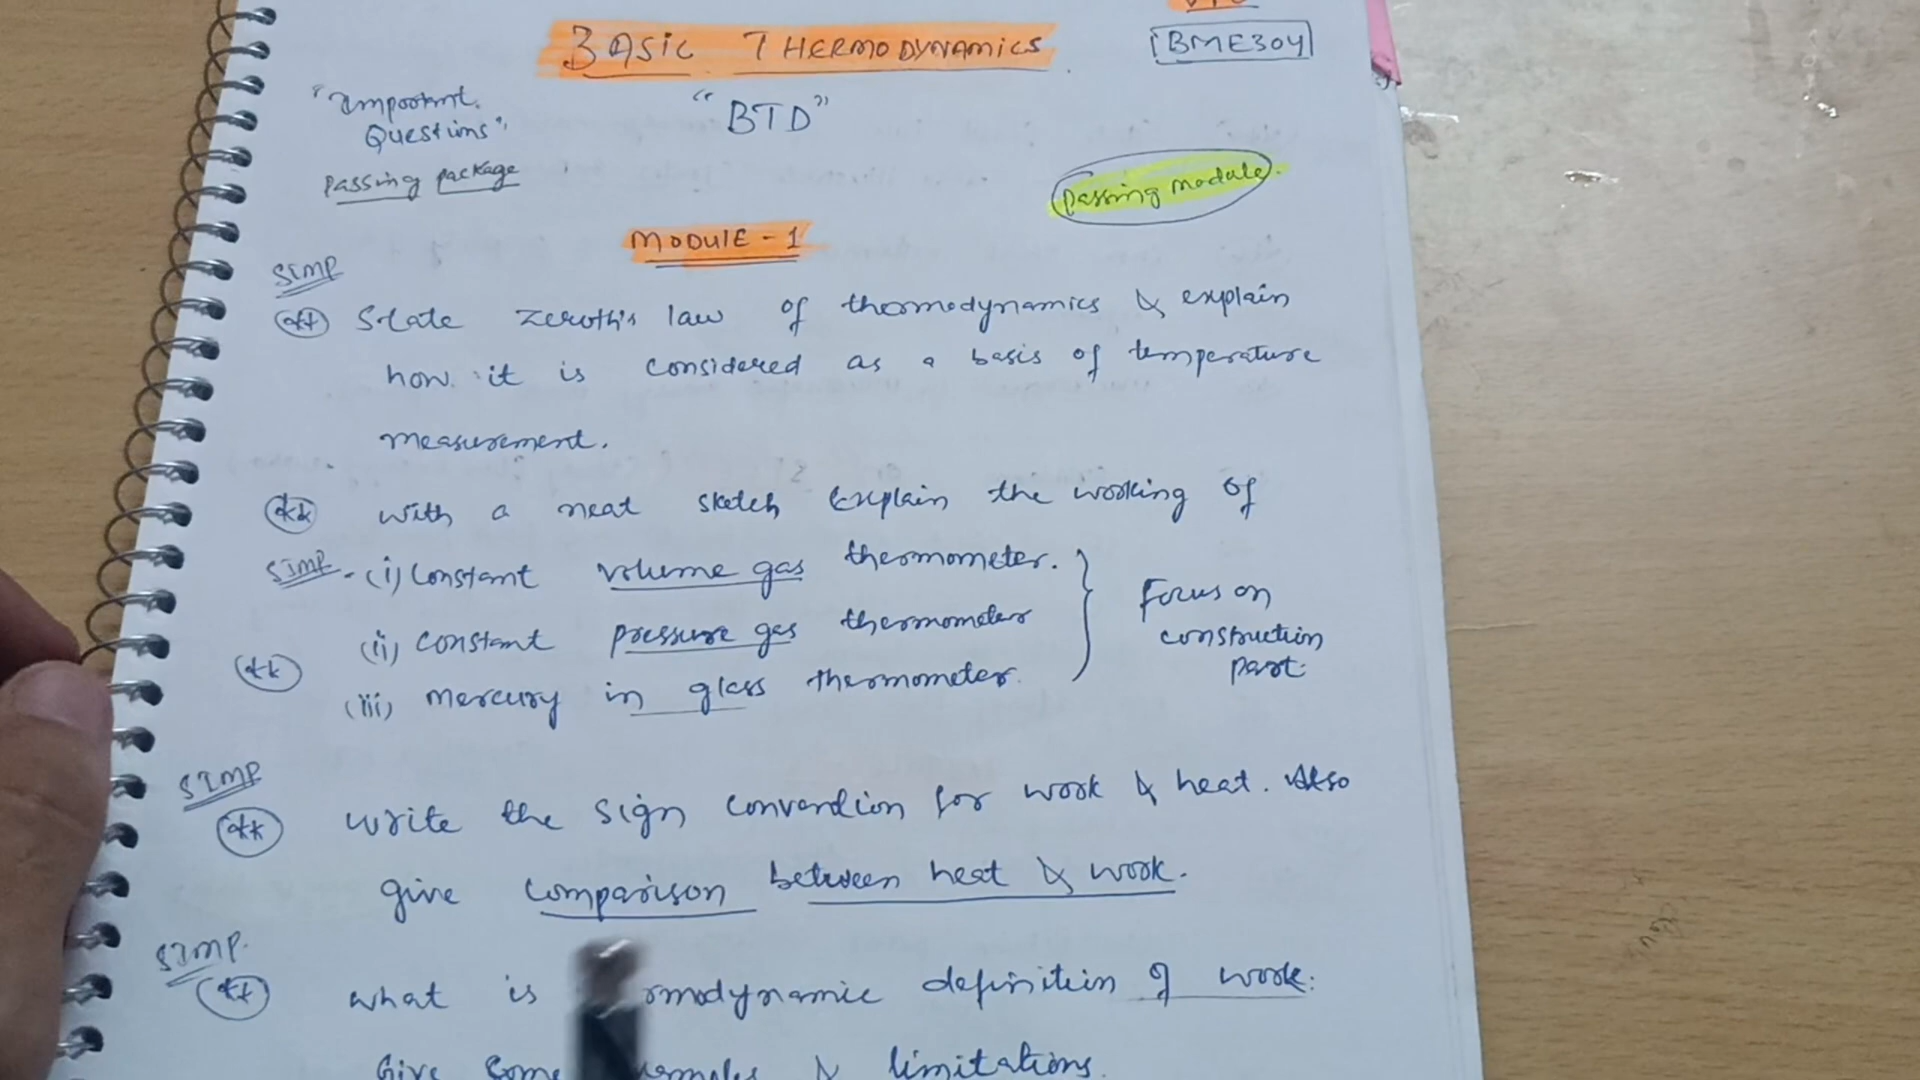 BASIC THERMODYNAMICS
[BME304]
"Important Questions"
"BTD"
passing package
passing module.
MODULE - 1
SIMP
** State zeroth's law of thermodynamics & explain
how it is considered as a basis of temperature
measurement.
** with a neat sketch explain the working of
SIMP - (i) constant volume gas thermometer.
(ii) constant pressure gas thermometer
** (iii) mercury in glass thermometer.
Focus on
construction
part.
SIMP
** write the sign convention for work & heat. Also
give comparison between heat & work.
SIMP.
** what is definition of work.
Give some & limitations.